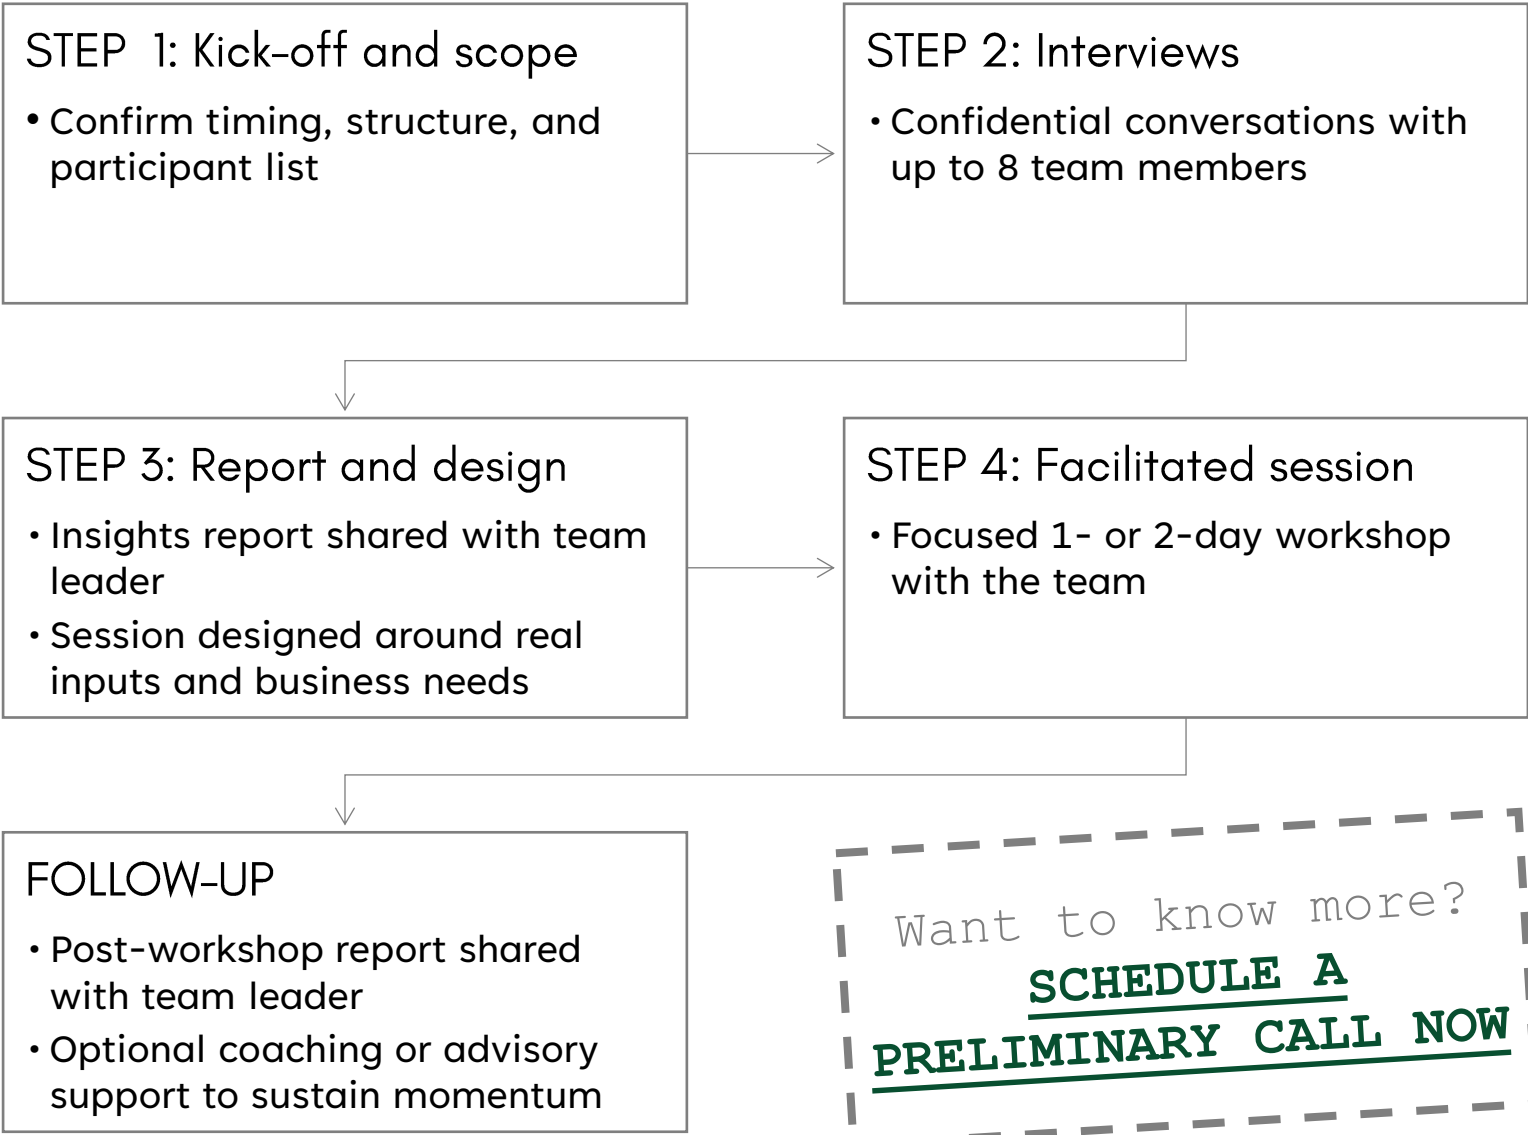 STEP 1: Kick-off and scope
• Confirm timing, structure, and
participant list
STEP 2: Interviews
• Confidential conversations with
up to 8 team members
STEP 3: Report and design
• Insights report shared with team
leader
• Session designed around real
inputs and business needs
STEP 4: Facilitated session
• Focused 1- or 2-day workshop
with the team
FOLLOW-UP
• Post-workshop report shared
with team leader
• Optional coaching or advisory
support to sustain momentum
Want to know more?
SCHEDULE A
PRELIMINARY CALL NOW